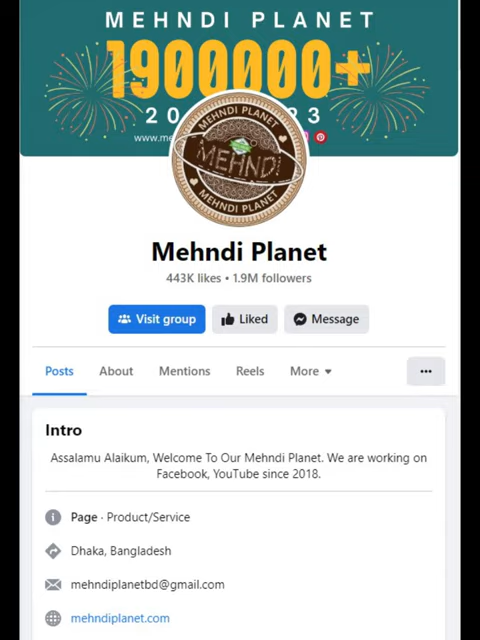 MEHNDI PLANET
1900000+
MEHNDI PLANET
MEHNDI
MEHNDI PLANET
Mehndi Planet
443K likes • 1.9M followers
Visit group
Liked
Message
Posts
About
Mentions
Reels
More
Intro
Assalamu Alaikum, Welcome To Our Mehndi Planet. We are working on
Facebook, YouTube since 2018.
Page · Product/Service
Dhaka, Bangladesh
mehndiplanetbd@gmail.com
mehndiplanet.com